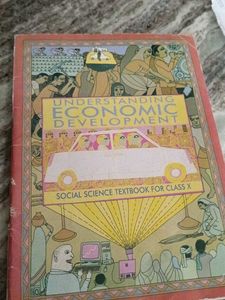 UNDERSTANDING
ECONOMIC
DEVELOPMENT
SOCIAL SCIENCE TEXTBOOK FOR CLASS X